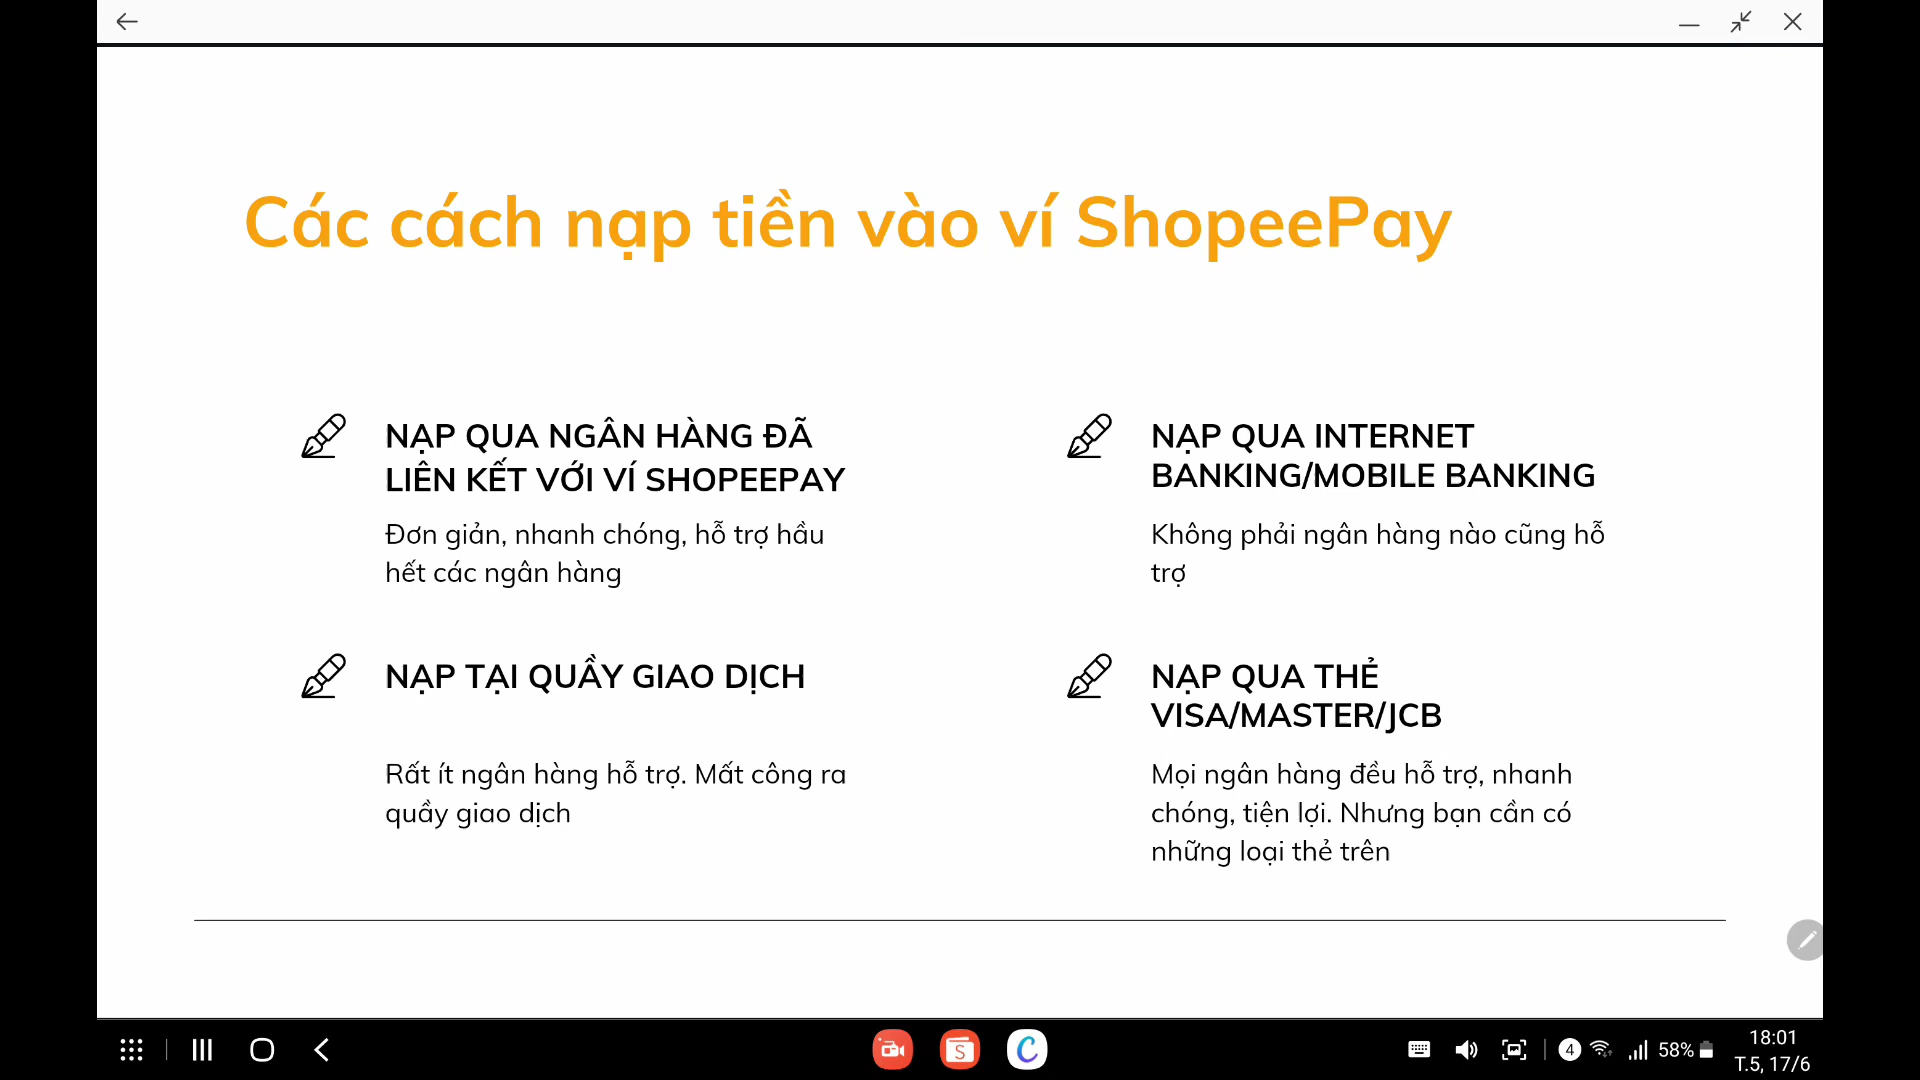 Các cách nạp tiền vào ví ShopeePay
NẠP QUA NGÂN HÀNG ĐÃ
LIÊN KẾT VỚI VÍ SHOPEEPAY
Đơn giản, nhanh chóng, hỗ trợ hầu
hết các ngân hàng
NẠP QUA INTERNET
BANKING/MOBILE BANKING
Không phải ngân hàng nào cũng hỗ
trợ
NẠP TẠI QUẦY GIAO DỊCH
Rất ít ngân hàng hỗ trợ. Mất công ra
quầy giao dịch
NẠP QUA THẺ
VISA/MASTER/JCB
Mọi ngân hàng đều hỗ trợ, nhanh
chóng, tiện lợi. Nhưng bạn cần có
những loại thẻ trên
S
C
4
58%
18:01
T.5, 17/6